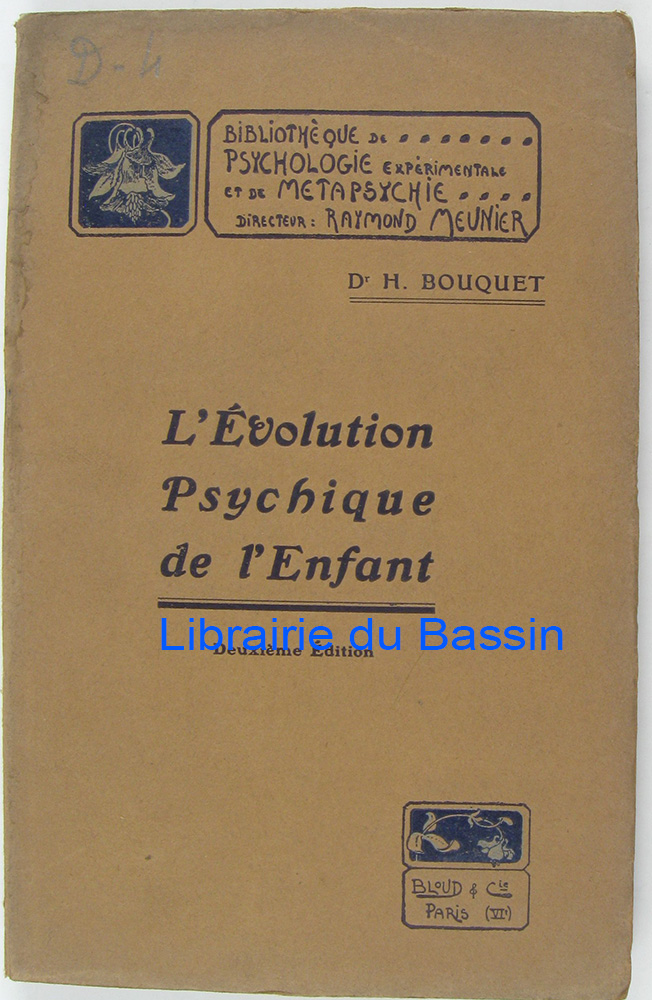 D-4
BIBLIOTHÈQUE DE
PSYCHOLOGIE EXPÉRIMENTALE
ET DE METAPSYCHIE
DIRECTEUR: RAYMOND MEUNIER
Dr H. BOUQUET
L'Évolution
Psychique
de l'Enfant
Librairie du Bassin
Deuxième Édition
BLOUD & Cie
PARIS (VIe)